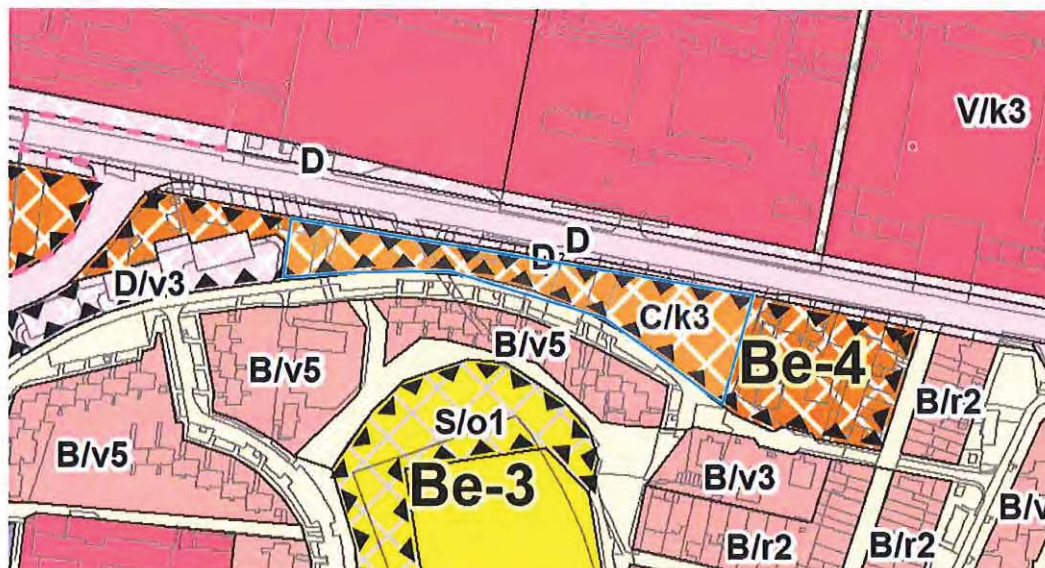 V/k3
D
D
D
D/v3
C/k3
B/v5
B/v5
Be-4
B/r2
S/o1
B/v5
Be-3
B/v3
B/v
B/r2
B/r2